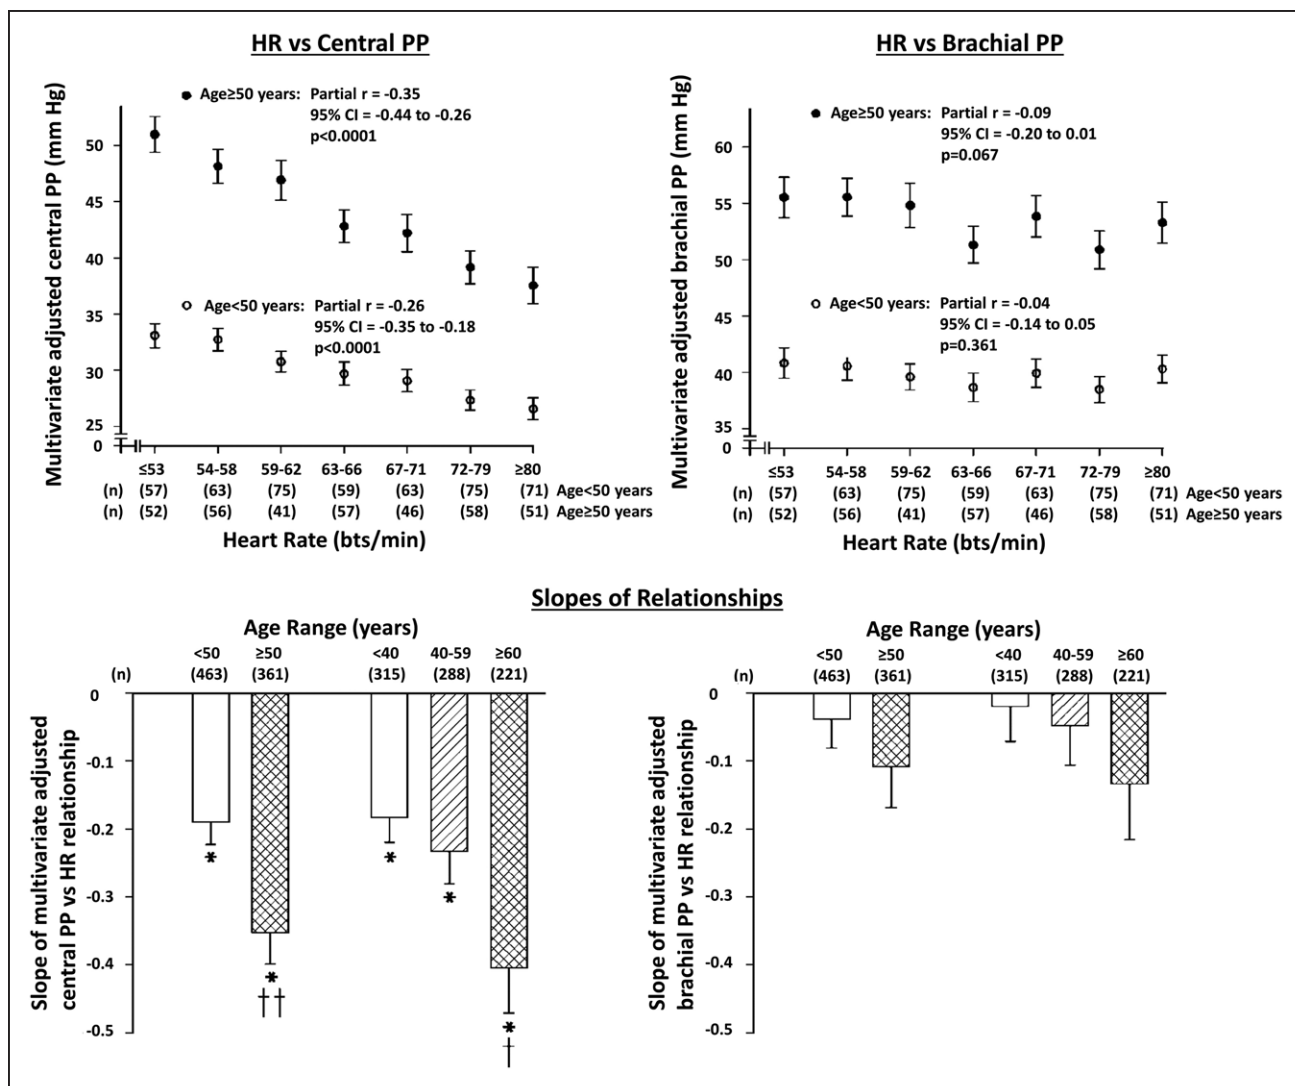 HR vs Central PP
Multivariate adjusted central PP (mm Hg)
50
45
40
35
30
25
0
Age≥50 years: Partial r = -0.35
95% CI = -0.44 to -0.26
p<0.0001
Age<50 years: Partial r = -0.26
95% CI = -0.35 to -0.18
p<0.0001
≤53 54-58 59-62 63-66 67-71 72-79 ≥80
(n) (57) (63) (75) (59) (63) (75) (71) Age<50 years
(n) (52) (56) (41) (57) (46) (58) (51) Age≥50 years
Heart Rate (bts/min)
HR vs Brachial PP
Multivariate adjusted brachial PP (mm Hg)
60
55
50
45
40
35
0
Age≥50 years: Partial r = -0.09
95% CI = -0.20 to 0.01
p=0.067
Age<50 years: Partial r = -0.04
95% CI = -0.14 to 0.05
p=0.361
≤53 54-58 59-62 63-66 67-71 72-79 ≥80
(n) (57) (63) (75) (59) (63) (75) (71) Age<50 years
(n) (52) (56) (41) (57) (46) (58) (51) Age≥50 years
Heart Rate (bts/min)
Slopes of Relationships
Age Range (years)
<50 ≥50 <40 40-59 ≥60
(n) (463) (361) (315) (288) (221)
Slope of multivariate adjusted
central PP vs HR relationship
0
-0.1
-0.2
-0.3
-0.4
-0.5
* * * * *
†† †
Age Range (years)
<50 ≥50 <40 40-59 ≥60
(n) (463) (361) (315) (288) (221)
Slope of multivariate adjusted
brachial PP vs HR relationship
0
-0.1
-0.2
-0.3
-0.4
-0.5